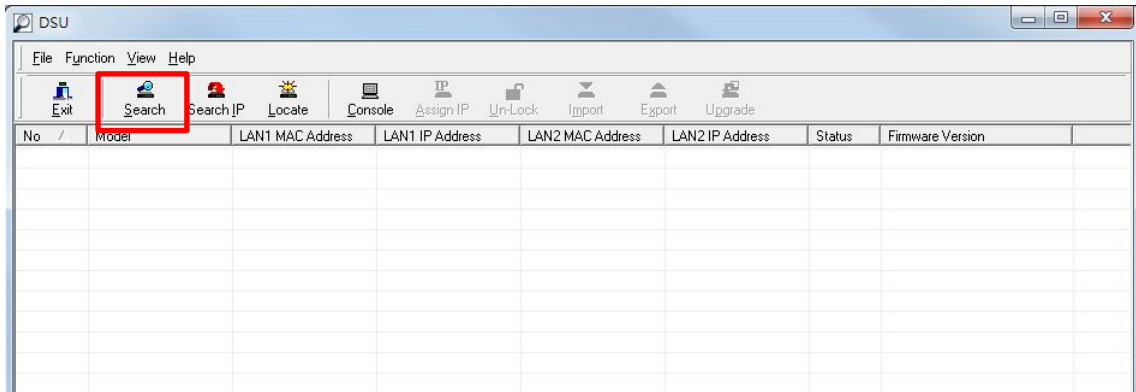 DSU
File Function View Help
Exit Search Search IP Locate Console Assign IP Un-Lock Import Export Upgrade
No / Model LAN1 MAC Address LAN1 IP Address LAN2 MAC Address LAN2 IP Address Status Firmware Version